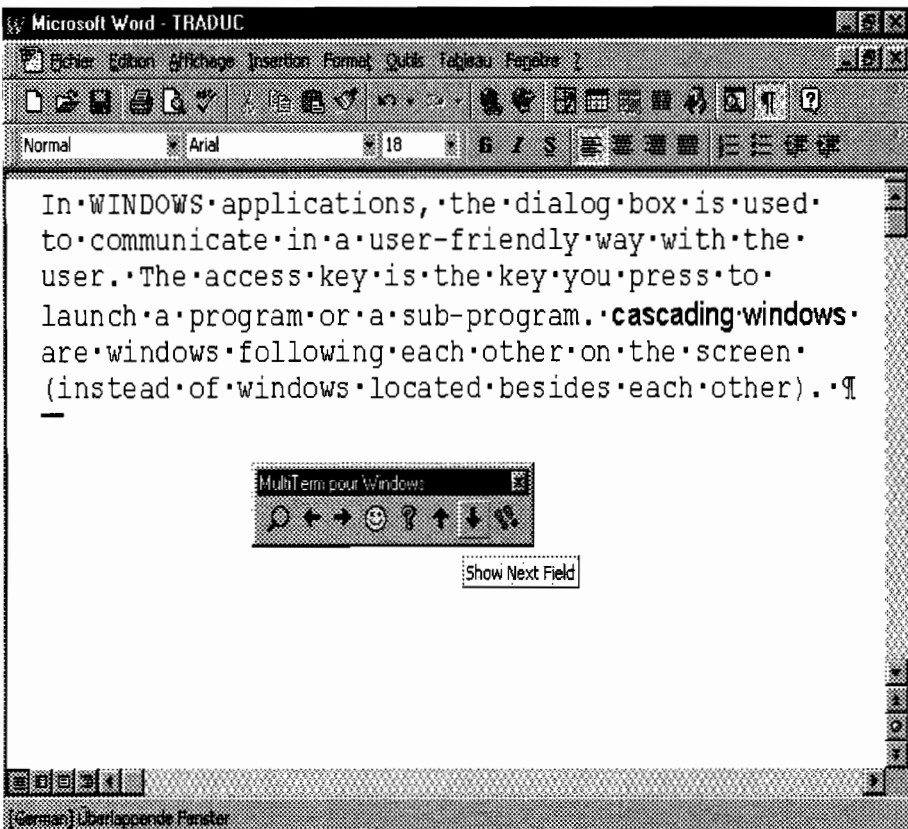 Microsoft Word - TRADUC
Fichier Edition Affichage Insertion Format Outils Tableau Fenêtre ?
Normal Arial 18 G I S
In·WINDOWS·applications,·the·dialog·box·is·used·
to·communicate·in·a·user-friendly·way·with·the·
user.·The·access·key·is·the·key·you·press·to·
launch·a·program·or·a·sub-program.·cascading·windows·
are·windows·following·each·other·on·the·screen·
(instead·of·windows·located·besides·each·other).·¶
MultiTerm pour Windows
Show Next Field
[German] Überlappende Fenster